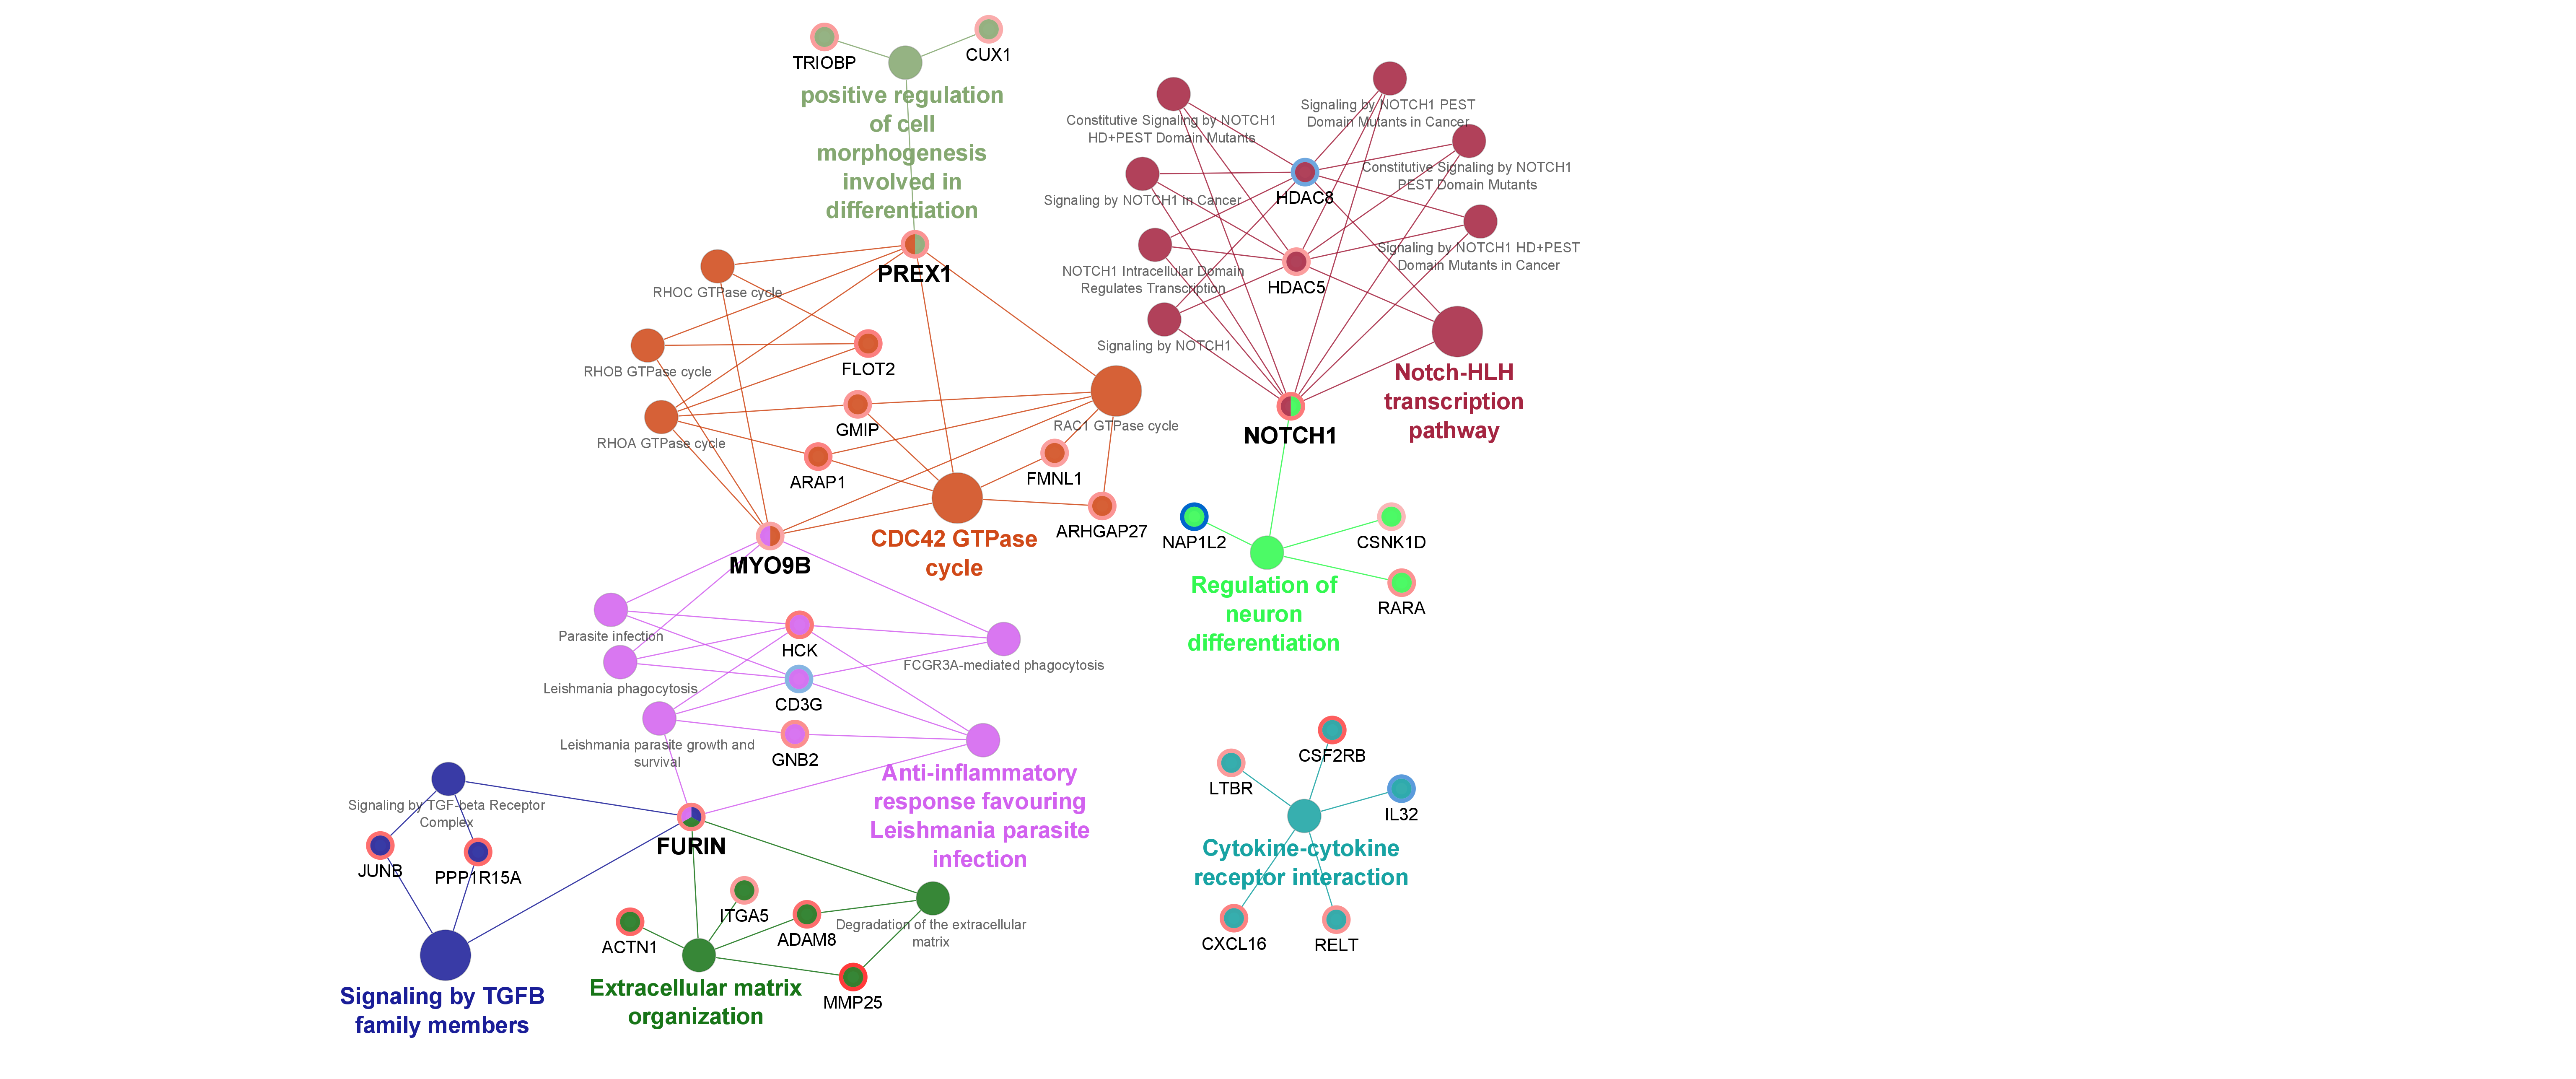 TRIOBP
CUX1
positive regulation
of cell
morphogenesis
involved in
differentiation
PREX1
RHOC GTPase cycle
RHOB GTPase cycle
FLOT2
RHOA GTPase cycle
GMIP
RAC1 GTPase cycle
ARAP1
FMNL1
ARHGAP27
CDC42 GTPase
cycle
MYO9B
Parasite infection
HCK
FCGR3A-mediated phagocytosis
Leishmania phagocytosis
CD3G
Leishmania parasite growth and
survival
GNB2
Anti-inflammatory
response favouring
Leishmania parasite
infection
Signaling by TGF-beta Receptor
Complex
JUNB
PPP1R15A
FURIN
ITGA5
ACTN1
ADAM8
Degradation of the extracellular
matrix
MMP25
Signaling by TGFB
family members
Extracellular matrix
organization
Constitutive Signaling by NOTCH1
HD+PEST Domain Mutants
Signaling by NOTCH1 PEST
Domain Mutants in Cancer
Constitutive Signaling by NOTCH1
PEST Domain Mutants
Signaling by NOTCH1 in Cancer
HDAC8
Signaling by NOTCH1 HD+PEST
Domain Mutants in Cancer
NOTCH1 Intracellular Domain
Regulates Transcription
HDAC5
Signaling by NOTCH1
Notch-HLH
transcription
pathway
NOTCH1
NAP1L2
CSNK1D
RARA
Regulation of
neuron
differentiation
CSF2RB
LTBR
IL32
Cytokine-cytokine
receptor interaction
CXCL16
RELT